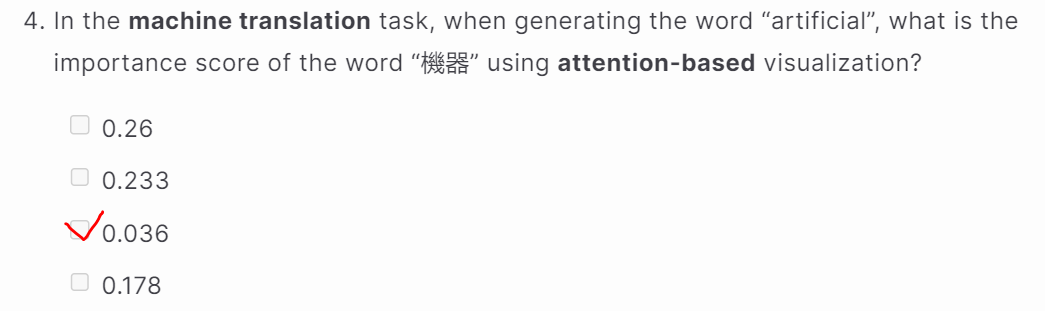 4. In the machine translation task, when generating the word “artificial”, what is the
importance score of the word “機器” using attention-based visualization?
0.26
0.233
0.036
0.178